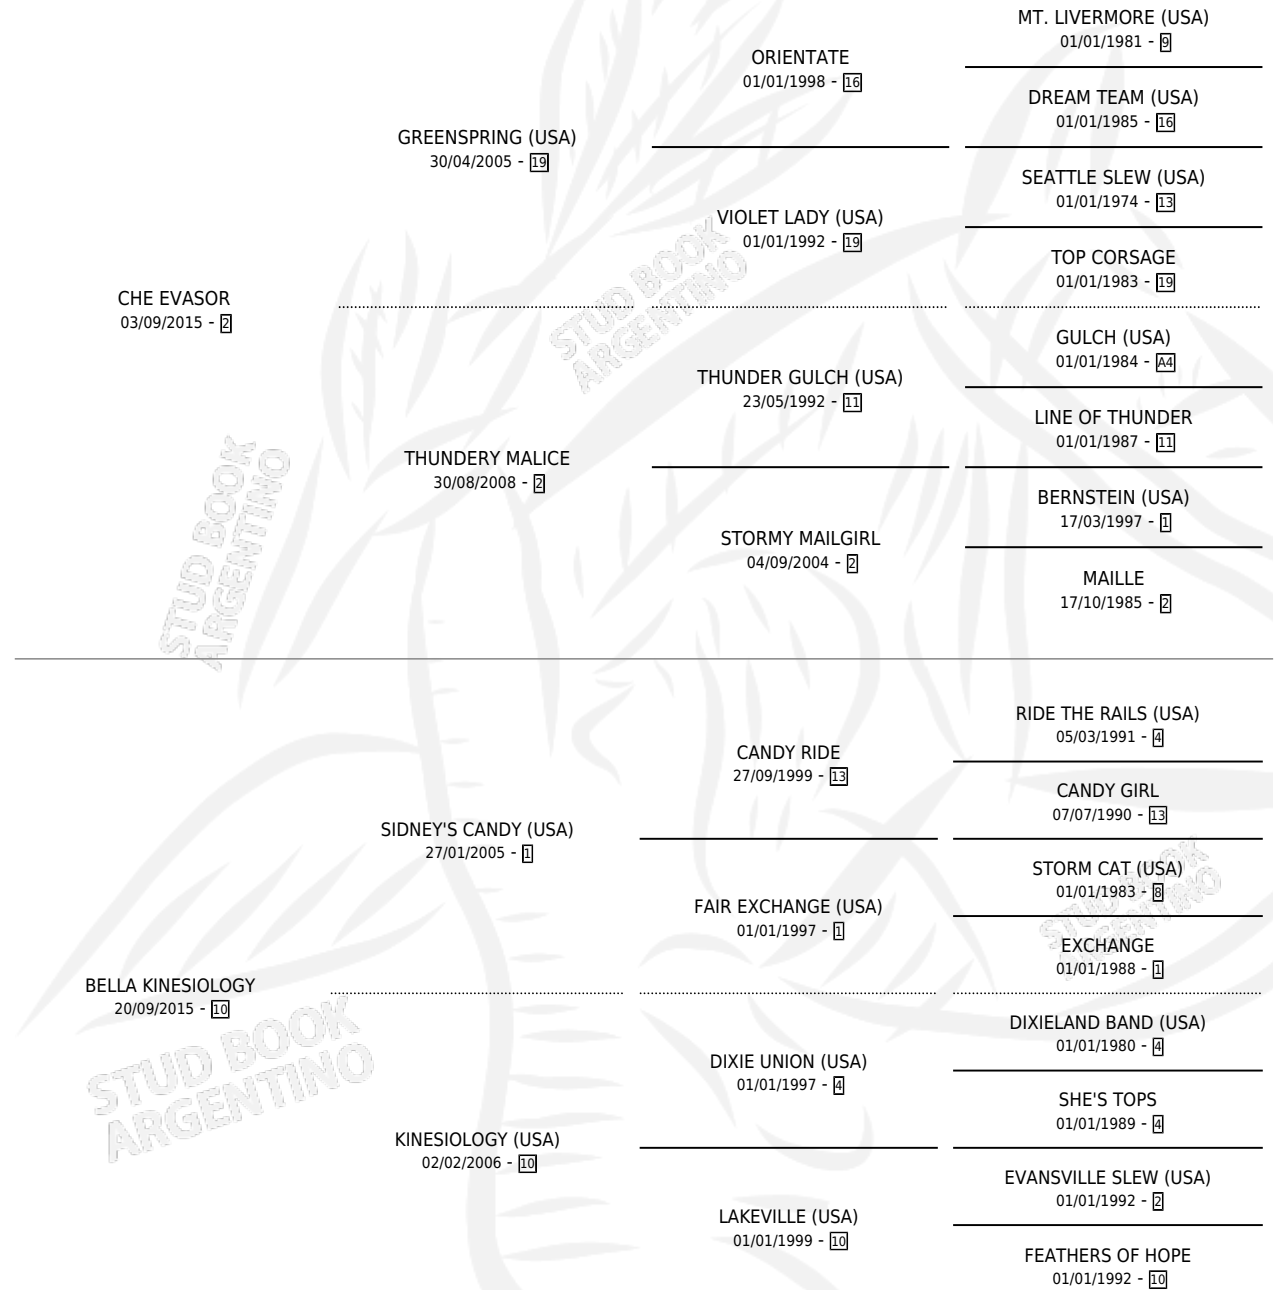 MT. LIVERMORE (USA)
01/01/1981 - 9
ORIENTATE
01/01/1998 - 16
DREAM TEAM (USA)
01/01/1985 - 16
GREENSPRING (USA)
30/04/2005 - 19
SEATTLE SLEW (USA)
01/01/1974 - 13
VIOLET LADY (USA)
01/01/1992 - 19
TOP CORSAGE
01/01/1983 - 19
CHE EVASOR
03/09/2015 - 2
STUD BOOK
ARGENTINO
GULCH (USA)
01/01/1984 - A4
THUNDER GULCH (USA)
23/05/1992 - 11
LINE OF THUNDER
01/01/1987 - 11
THUNDERY MALICE
30/08/2008 - 2
BERNSTEIN (USA)
17/03/1997 - 1
STORMY MAILGIRL
04/09/2004 - 2
MAILLE
17/10/1985 - 2
STUD BOOK
ARGENTINO
RIDE THE RAILS (USA)
05/03/1991 - 4
CANDY RIDE
27/09/1999 - 13
CANDY GIRL
07/07/1990 - 13
SIDNEY'S CANDY (USA)
27/01/2005 - 1
STORM CAT (USA)
01/01/1983 - 8
FAIR EXCHANGE (USA)
01/01/1997 - 1
EXCHANGE
01/01/1988 - 1
STUD BOOK
ARGENTINO
BELLA KINESIOLOGY
20/09/2015 - 10
DIXIELAND BAND (USA)
01/01/1980 - 4
DIXIE UNION (USA)
01/01/1997 - 4
SHE'S TOPS
01/01/1989 - 4
KINESIOLOGY (USA)
02/02/2006 - 10
EVANSVILLE SLEW (USA)
01/01/1992 - 2
LAKEVILLE (USA)
01/01/1999 - 10
FEATHERS OF HOPE
01/01/1992 - 10
STUD BOOK
ARGENTINO